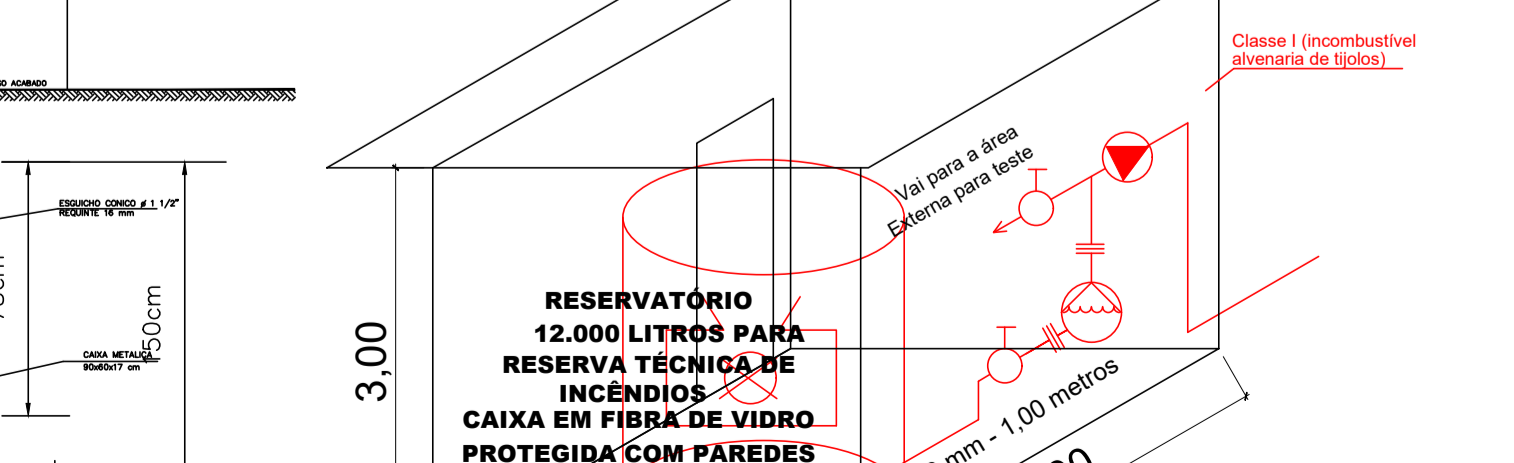 Classe I (incombustível
alvenaria de tijolos)
ACABADO
Vai para a área
Externa para teste
ESGUICHO CONICO ø 1 1/2"
REQUINTE 16 mm
50cm
CAIXA METALICA
90x60x17 cm
3,00
RESERVATÓRIO
12.000 LITROS PARA
RESERVA TÉCNICA DE
INCÊNDIOS
CAIXA EM FIBRA DE VIDRO
PROTEGIDA COM PAREDES
mm - 1,00 metros